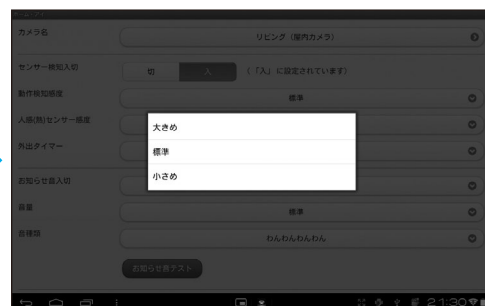 カメラ名
リビング（屋内カメラ）
センサー検知入切
切 入 （「入」に設定されています）
動作検知感度
標準
人感(熱)センサー感度
外出タイマー
大きめ
標準
小さめ
お知らせ音入切
音量
標準
音種類
わんわんわんわん
お知らせ音テスト
21:30